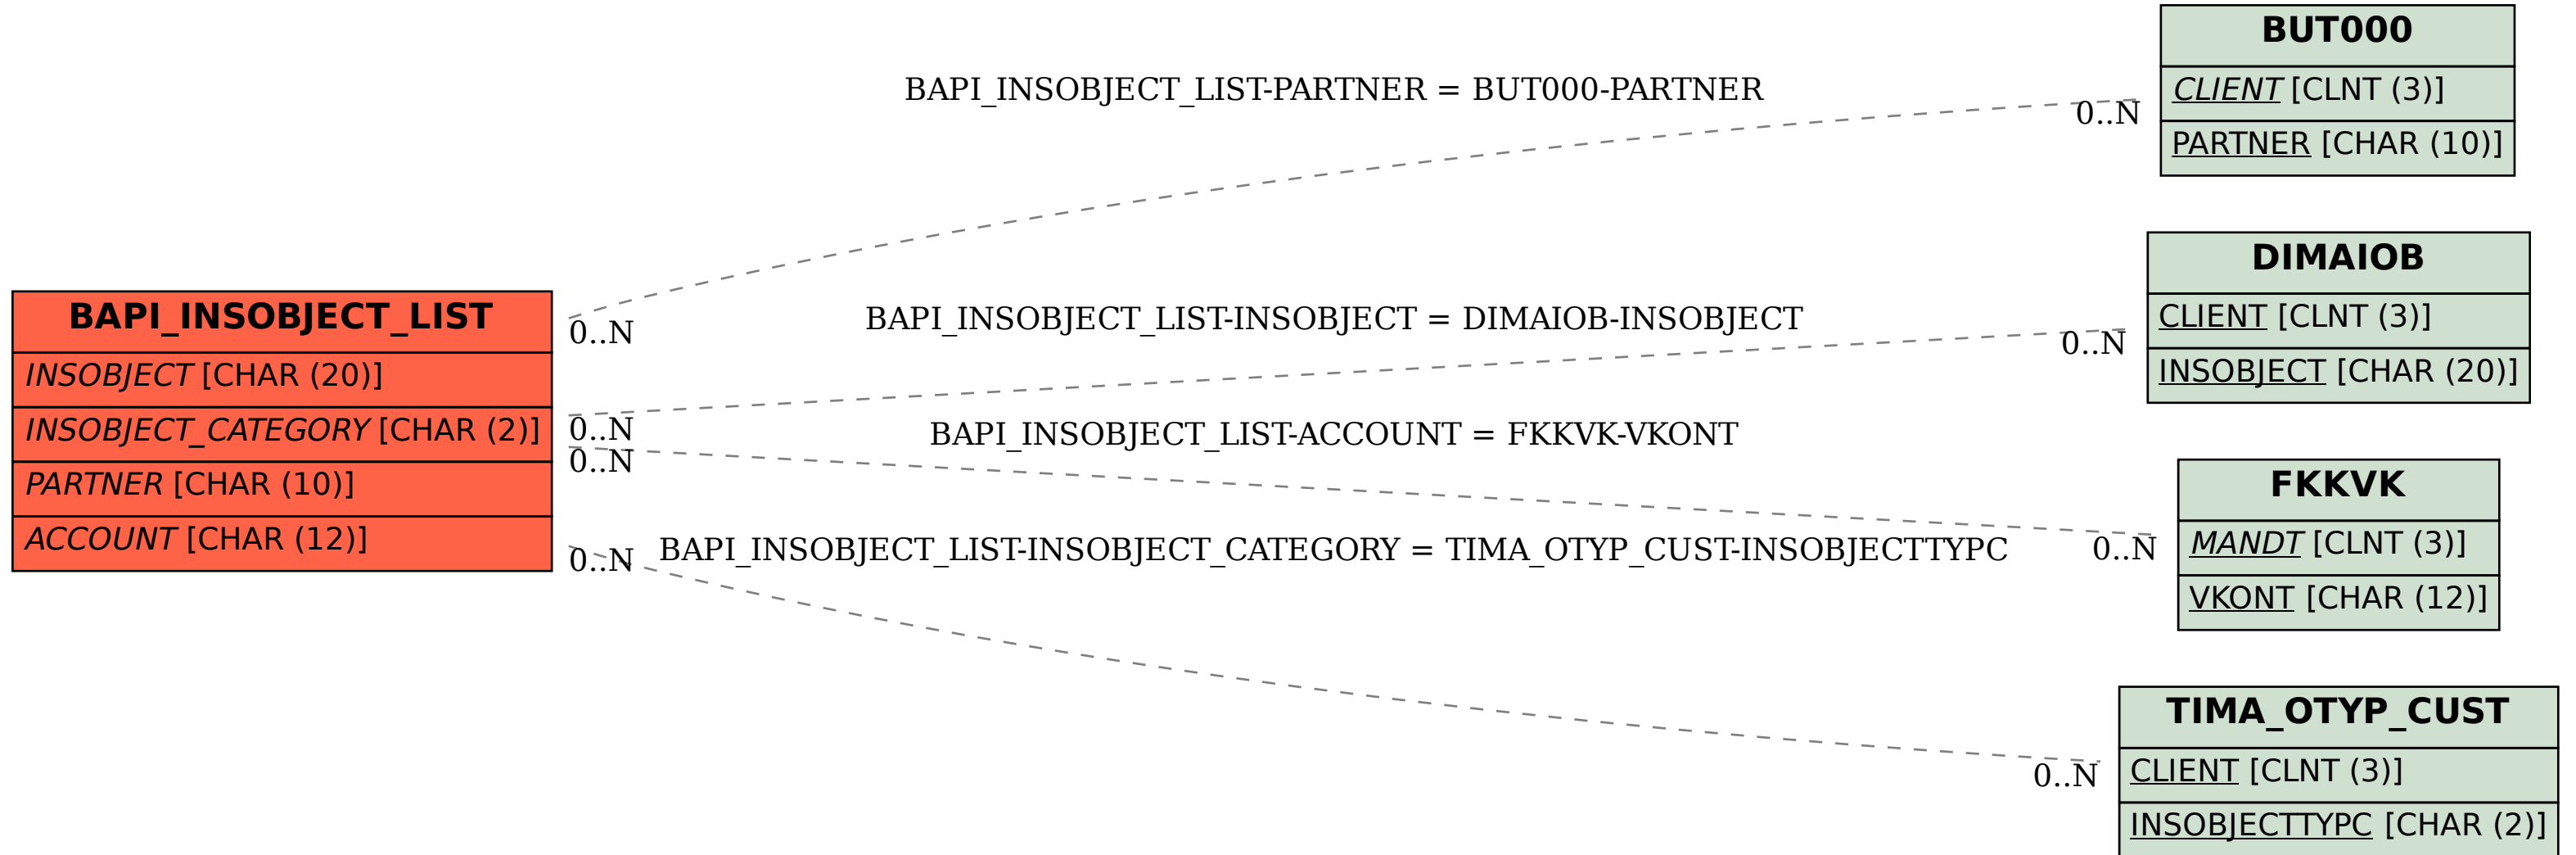 BAPI_INSOBJECT_LIST
INSOBJECT [CHAR (20)]
INSOBJECT_CATEGORY [CHAR (2)]
PARTNER [CHAR (10)]
ACCOUNT [CHAR (12)]
BAPI_INSOBJECT_LIST-PARTNER = BUT000-PARTNER
0..N
0..N
BAPI_INSOBJECT_LIST-INSOBJECT = DIMAIOB-INSOBJECT
0..N
0..N
BAPI_INSOBJECT_LIST-ACCOUNT = FKKVK-VKONT
0..N
0..N
BAPI_INSOBJECT_LIST-INSOBJECT_CATEGORY = TIMA_OTYP_CUST-INSOBJECTTYPC
0..N
0..N
BUT000
CLIENT [CLNT (3)]
PARTNER [CHAR (10)]
DIMAIOB
CLIENT [CLNT (3)]
INSOBJECT [CHAR (20)]
FKKVK
MANDT [CLNT (3)]
VKONT [CHAR (12)]
TIMA_OTYP_CUST
CLIENT [CLNT (3)]
INSOBJECTTYPC [CHAR (2)]